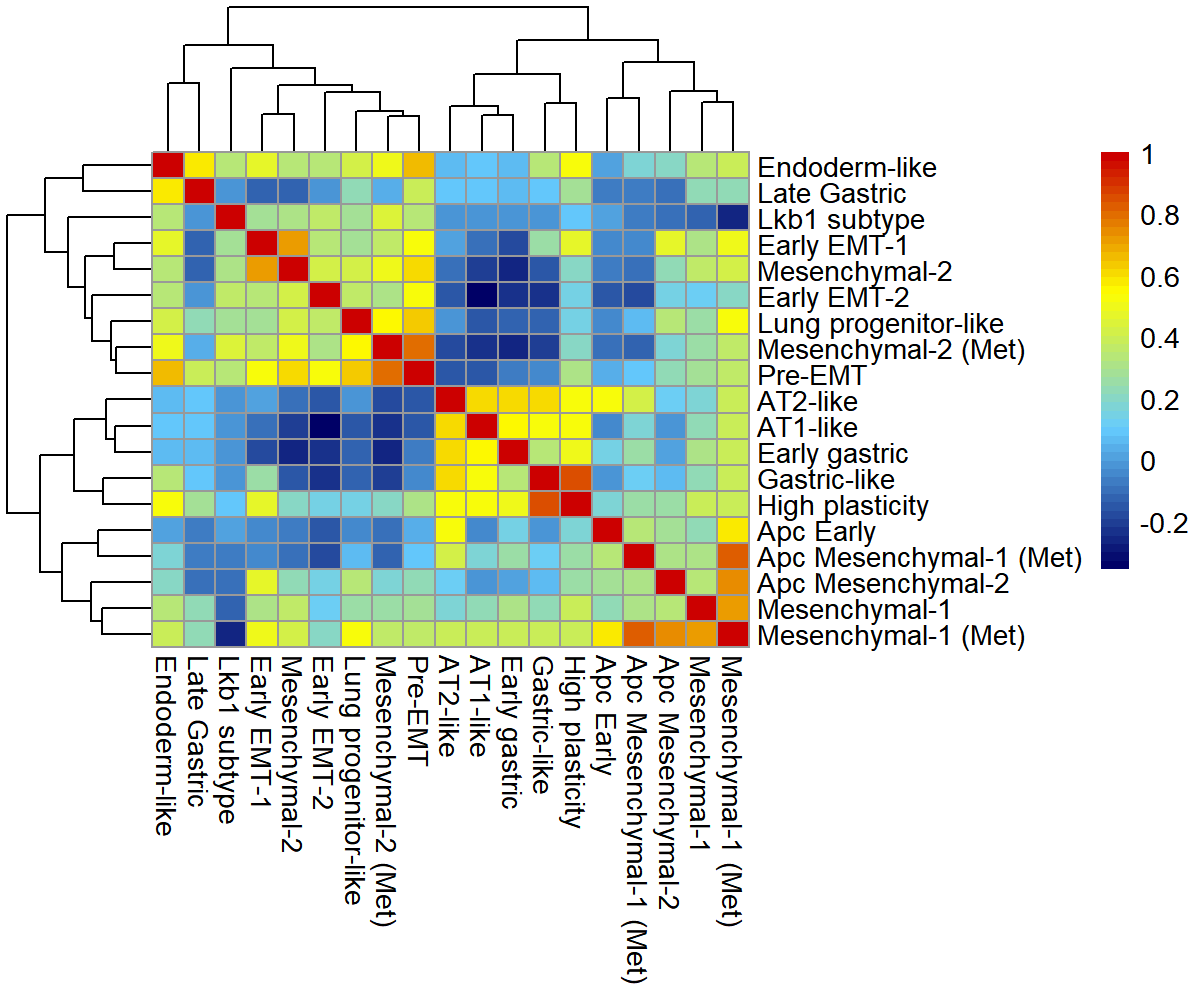 Endoderm-like
Late Gastric
Lkb1 subtype
Early EMT-1
Mesenchymal-2
Early EMT-2
Lung progenitor-like
Mesenchymal-2 (Met)
Pre-EMT
AT2-like
AT1-like
Early gastric
Gastric-like
High plasticity
Apc Early
Apc Mesenchymal-1 (Met)
Apc Mesenchymal-2
Mesenchymal-1
Mesenchymal-1 (Met)
1
0.8
0.6
0.4
0.2
0
-0.2
Endoderm-like
Late Gastric
Lkb1 subtype
Early EMT-1
Mesenchymal-2
Early EMT-2
Lung progenitor-like
Mesenchymal-2 (Met)
Pre-EMT
AT2-like
AT1-like
Early gastric
Gastric-like
High plasticity
Apc Early
Apc Mesenchymal-1 (Met)
Apc Mesenchymal-2
Mesenchymal-1
Mesenchymal-1 (Met)